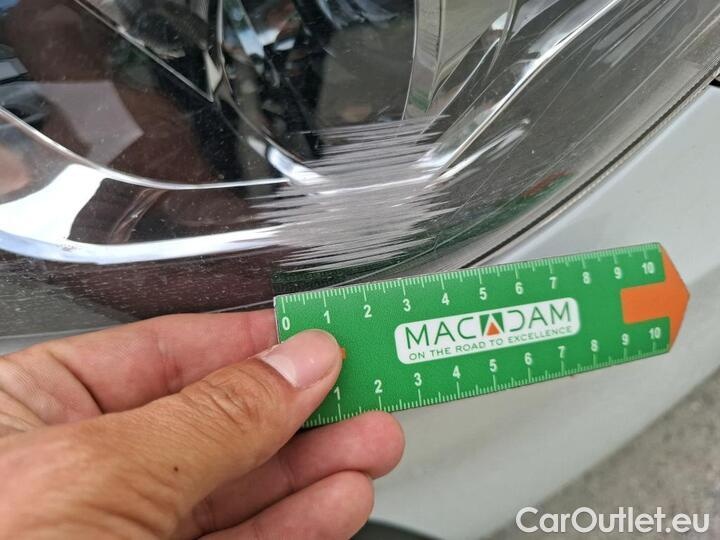 0 1 2 3 4 5 6 7 8 9 10
MACADAM
ON THE ROAD TO EXCELLENCE
1 2 3 4 5 6 7 8 9 10
CarOutlet.eu